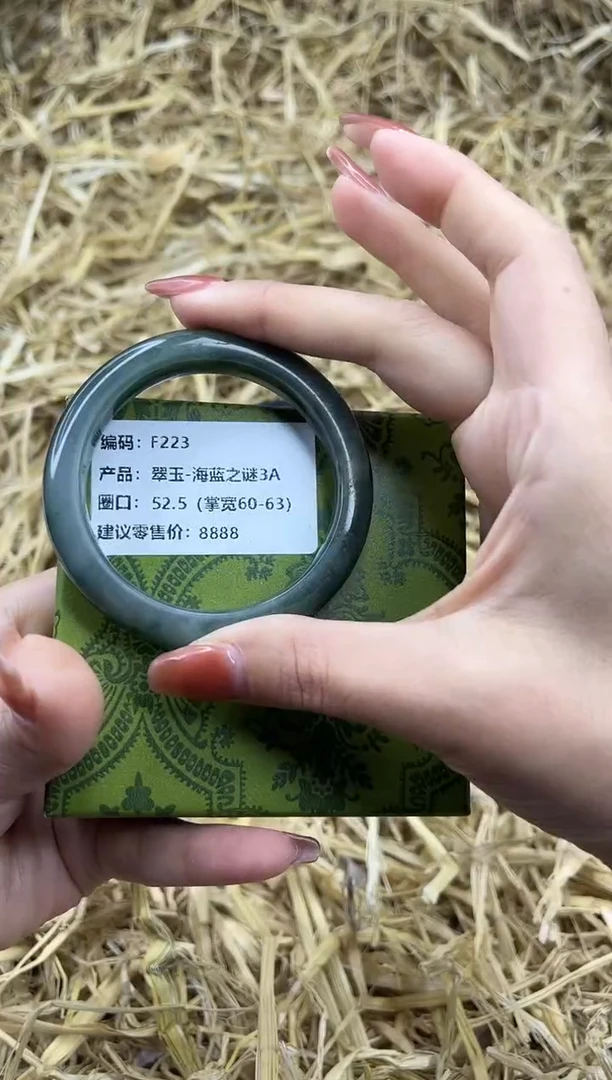 编码：F223
产品：翠玉-海蓝之谜3A
圈口：52.5（掌宽60-63）
建议零售价：8888